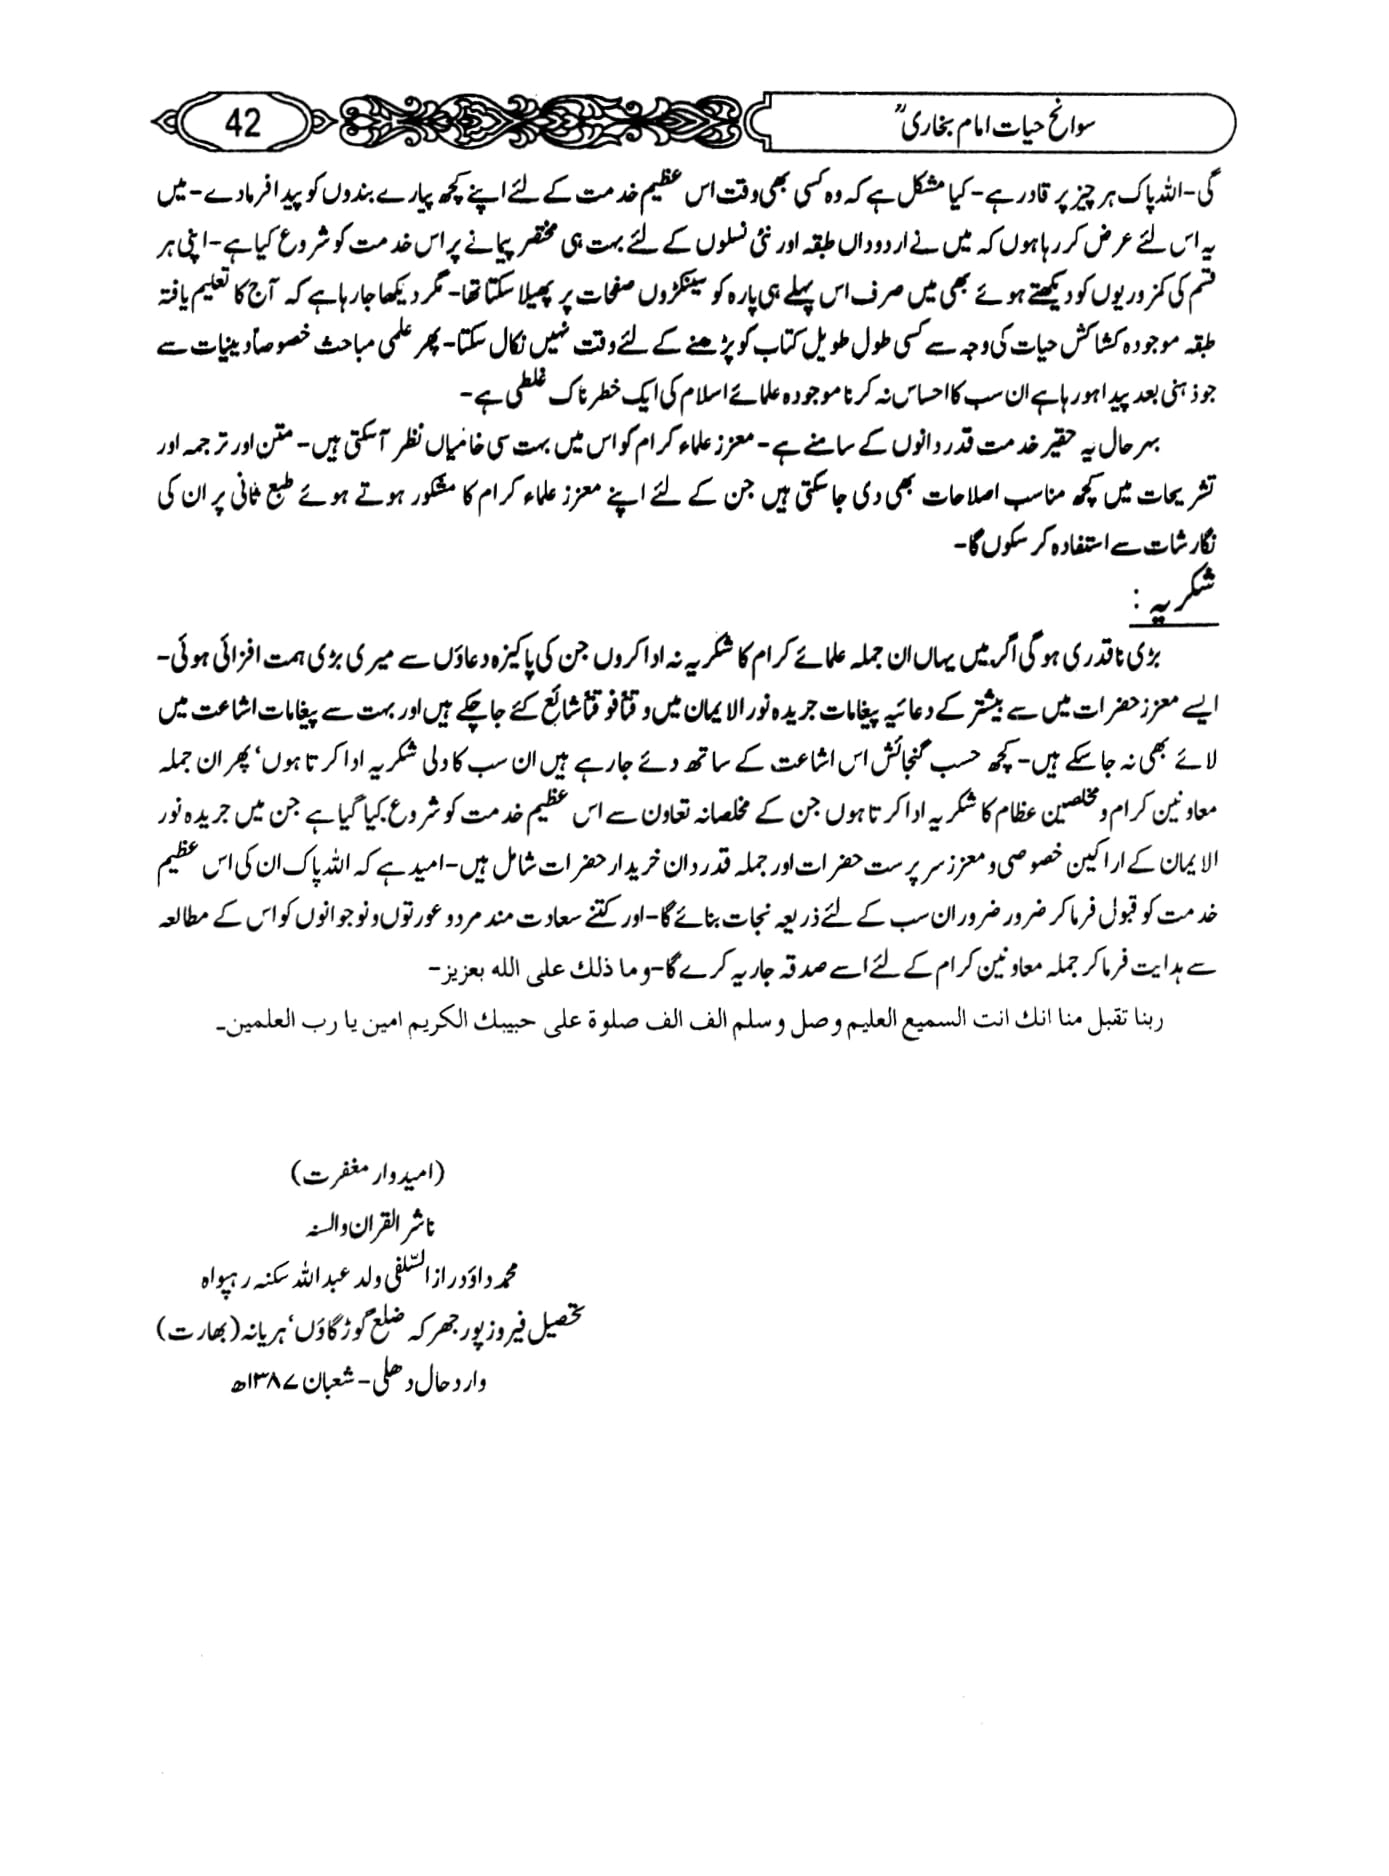 سوانح حیات امام بخاریؒ
42
گی-اللہ پاک ہر چیز پر قادر ہے-کیا مشکل ہے کہ وہ کسی بھی وقت اس عظیم خدمت کے لئے اپنے کچھ پیارے بندوں کو پیدا فرما دے-میں
یہ اس لئے عرض کر رہا ہوں کہ میں نے اردو داں طبقہ اور نئی نسلوں کے لئے بہت ہی مختصر پیمانے پر اس خدمت کو شروع کیا ہے-اپنی ہر
قسم کی کمزوریوں کو دیکھتے ہوئے بھی میں صرف اس پہلے ہی پارہ کو سینکڑوں صفحات پر پھیلا سکتا تھا-مگر دیکھا جا رہا ہے کہ آج کا تعلیم یافتہ
طبقہ موجودہ کشاکش حیات کی وجہ سے کسی طول طویل کتاب کو پڑھنے کے لئے وقت نہیں نکال سکتا-پھر علمی مباحث خصوصاً دینیات سے
جو ذہنی بعد پیدا ہو رہا ہے ان سب کا احساس نہ کرنا موجودہ علمائے اسلام کی ایک خطرناک غلطی ہے-
بہر حال یہ حقیر خدمت قدر دانوں کے سامنے ہے-معزز علماء کرام کو اس میں بہت سی خامیاں نظر آ سکتی ہیں-متن اور ترجمہ اور
تشریحات میں کچھ مناسب اصلاحات بھی دی جا سکتی ہیں جن کے لئے اپنے معزز علماء کرام کا مشکور ہوتے ہوئے طبع ثانی پر ان کی
نگارشات سے استفادہ کر سکوں گا-
شکریہ :
بڑی ناقدری ہو گی اگر میں یہاں ان جملہ علمائے کرام کا شکریہ نہ ادا کروں جن کی پاکیزہ دعاؤں سے میری بڑی ہمت افزائی ہوئی-
ایسے معزز حضرات میں سے بیشتر کے دعائیہ پیغامات جریدہ نور الایمان میں وقتاً فوقتاً شائع کئے جا چکے ہیں اور بہت سے پیغامات اشاعت میں
لائے بھی نہ جا سکے ہیں-کچھ حسب گنجائش اس اشاعت کے ساتھ دئے جا رہے ہیں ان سب کا دلی شکریہ ادا کرتا ہوں‘ پھر ان جملہ
معاونین کرام و مخلصین عظام کا شکریہ ادا کرتا ہوں جن کے مخلصانہ تعاون سے اس عظیم خدمت کو شروع کیا گیا ہے جن میں جریدہ نور
الایمان کے اراکین خصوصی و معزز سرپرست حضرات اور جملہ قدردان خریدار حضرات شامل ہیں-امید ہے کہ اللہ پاک ان کی اس عظیم
خدمت کو قبول فرما کر ضرور ضرور ان سب کے لئے ذریعہ نجات بنائے گا-اور کتنے سعادت مند مرد و عورتوں و نوجوانوں کو اس کے مطالعہ
سے ہدایت فرما کر جملہ معاونین کرام کے لئے اسے صدقہ جاریہ کرے گا-وما ذلك على الله بعزيز-
ربنا تقبل منا انك انت السميع العليم وصل وسلم الف الف صلوة على حبيبك الكريم امين يا رب العلمين-
(امیدوار مغفرت)
ناشر القران والسنہ
محمد داؤد راز السّلفی ولد عبداللہ سکنہ رہپواہ
تحصیل فیروز پور جھرکہ ضلع گوڑگاؤں‘ ہریانہ (بھارت)
وارد حال دھلی-شعبان ۱۳۸۷ھ